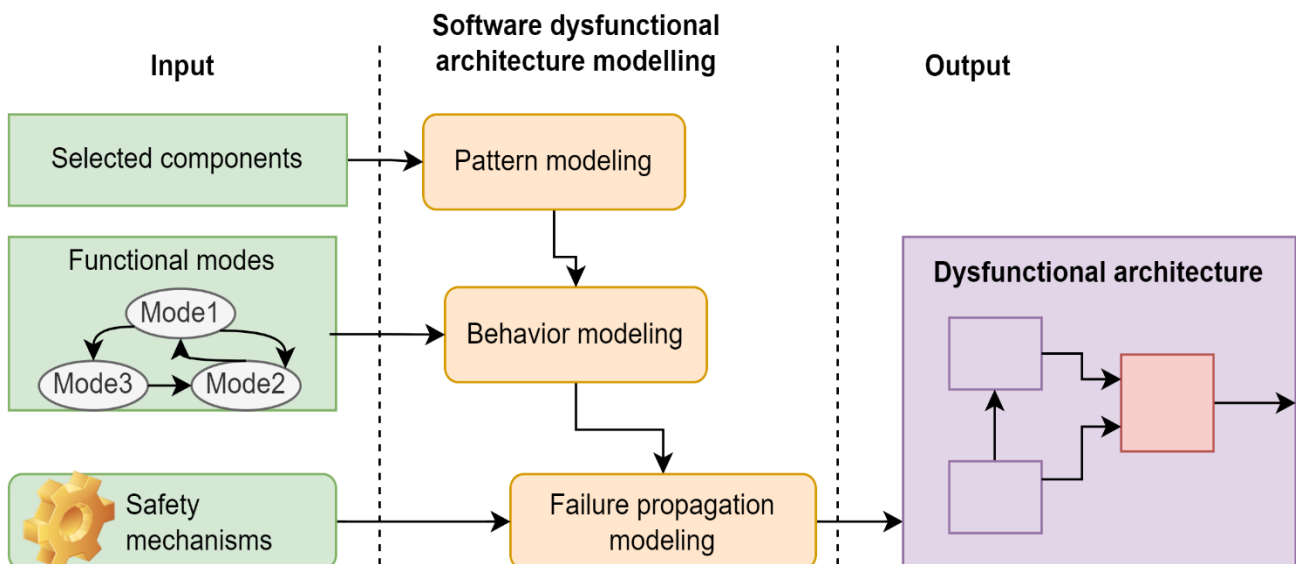 Input
Software dysfunctional
architecture modelling
Output
Selected components
Pattern modeling
Functional modes
Mode1
Mode3
Mode2
Behavior modeling
Dysfunctional architecture
Safety
mechanisms
Failure propagation
modeling